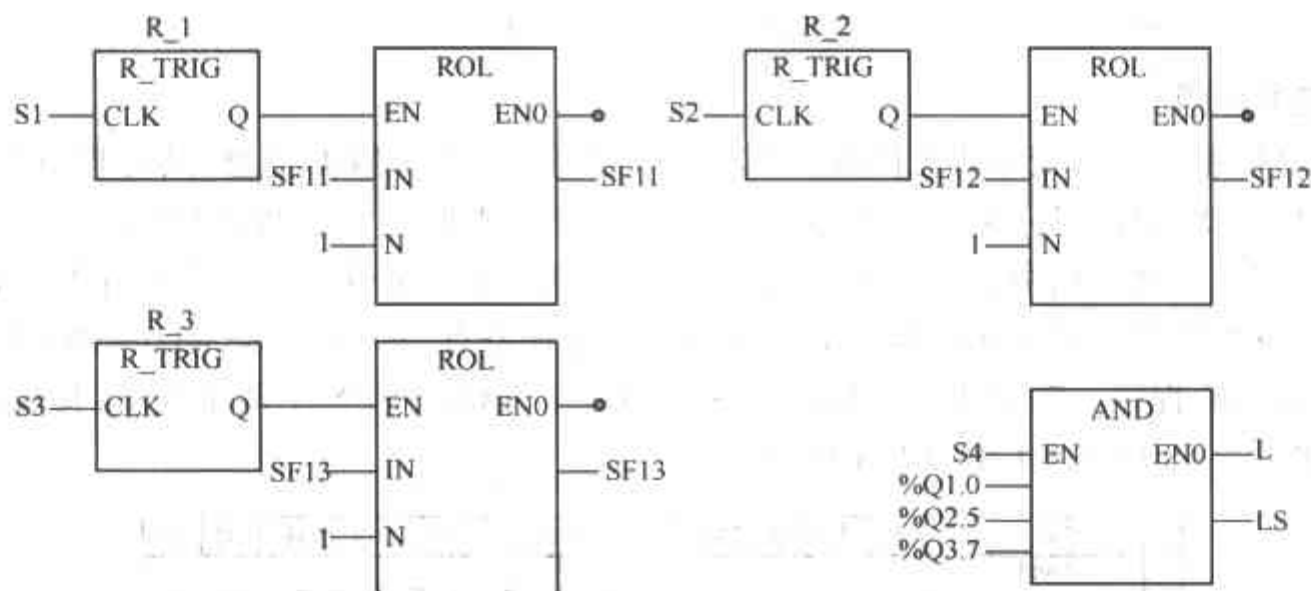 R_1
R_TRIG
S1 CLK Q
ROL
EN EN0
SF11 IN SF11
1 N
R_2
R_TRIG
S2 CLK Q
ROL
EN EN0
SF12 IN SF12
1 N
R_3
R_TRIG
S3 CLK Q
ROL
EN EN0
SF13 IN SF13
1 N
AND
S4 EN EN0 L
%Q1.0
%Q2.5 LS
%Q3.7